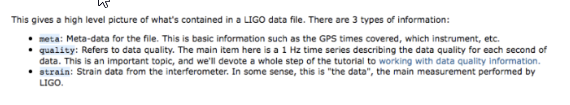 This gives a high level picture of what's contained in a LIGO data file. There are 3 types of information:
• meta: Meta-data for the file. This is basic information such as the GPS times covered, which instrument, etc.
• quality: Refers to data quality. The main item here is a 1 Hz time series describing the data quality for each second of
data. This is an important topic, and we'll devote a whole step of the tutorial to working with data quality information.
• strain: Strain data from the interferometer. In some sense, this is "the data", the main measurement performed by
LIGO.